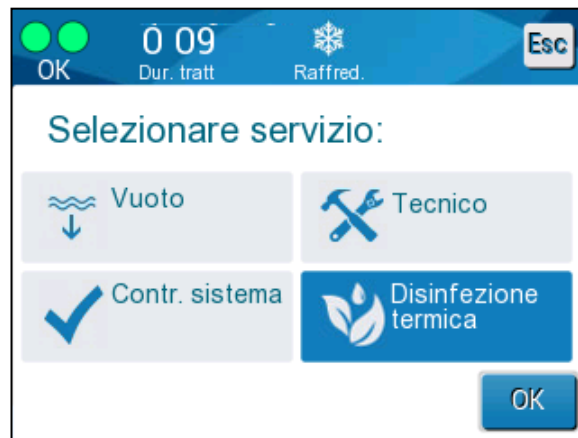 0 09
Esc
OK
Dur. tratt
Raffred.
Selezionare servizio:
Vuoto
Tecnico
Contr. sistema
Disinfezione
termica
OK